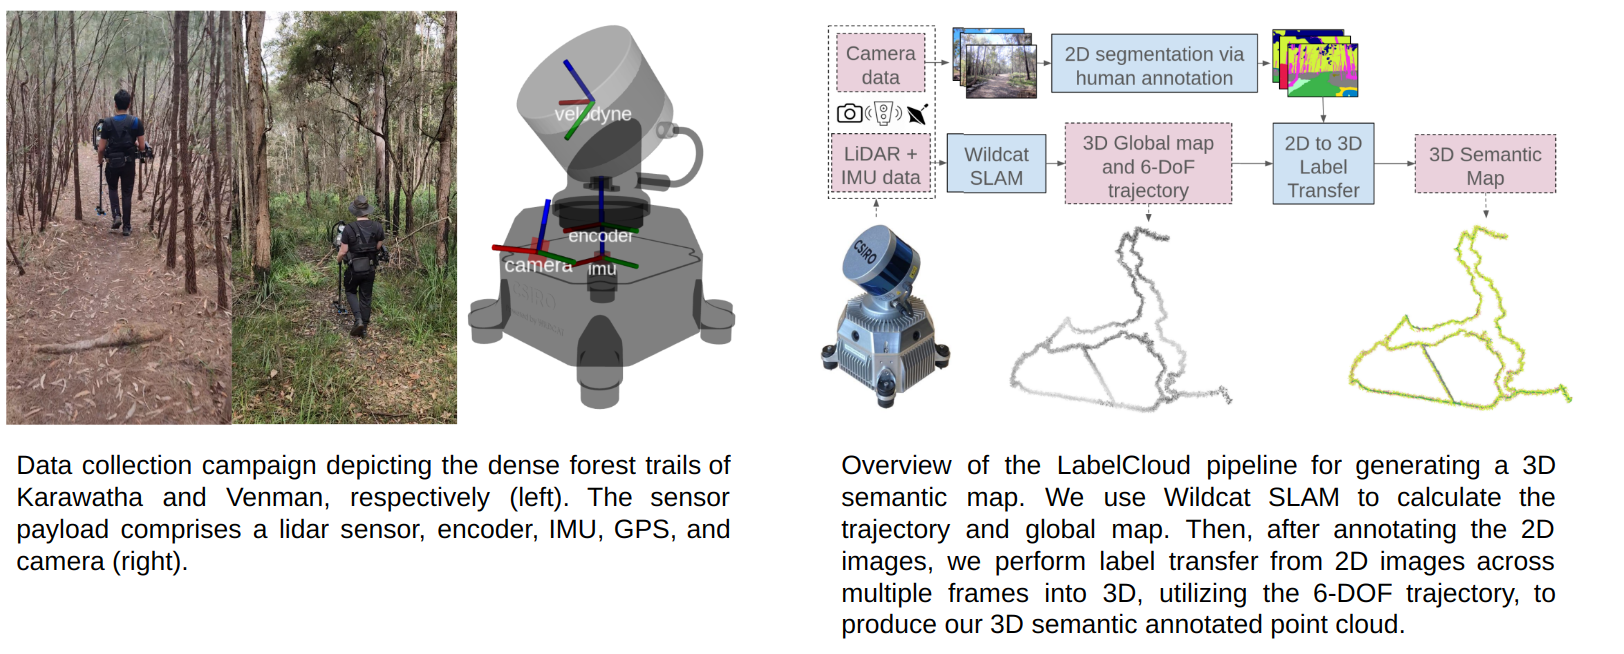 velodyne
encoder
camera
imu
CSIRO
Data collection campaign depicting the dense forest trails of
Karawatha and Venman, respectively (left). The sensor
payload comprises a lidar sensor, encoder, IMU, GPS, and
camera (right).
Camera
data
2D segmentation via
human annotation
LiDAR +
IMU data
Wildcat
SLAM
3D Global map
and 6-DoF
trajectory
2D to 3D
Label
Transfer
3D Semantic
Map
CSIRO
Overview of the LabelCloud pipeline for generating a 3D
semantic map. We use Wildcat SLAM to calculate the
trajectory and global map. Then, after annotating the 2D
images, we perform label transfer from 2D images across
multiple frames into 3D, utilizing the 6-DOF trajectory, to
produce our 3D semantic annotated point cloud.